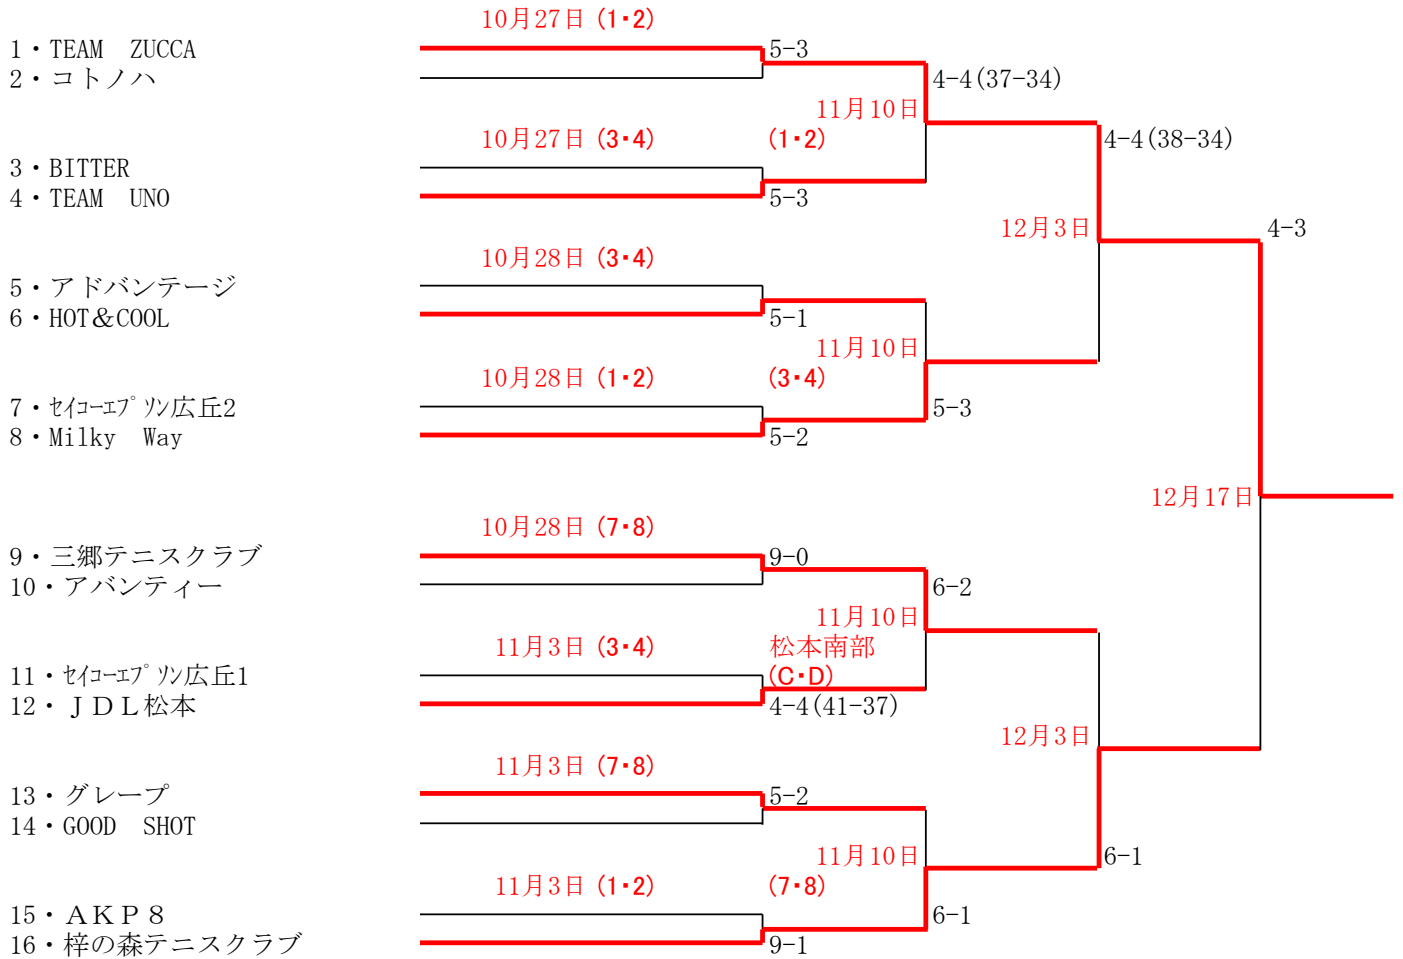 10月27日 (1・2)
1・TEAM　ZUCCA
5-3
2・コトノハ
4-4(37-34)
11月10日
10月27日 (3・4)
(1・2)
4-4(38-34)
3・BITTER
4・TEAM　UNO
5-3
12月3日
4-3
10月28日 (3・4)
5・アドバンテージ
6・HOT＆COOL
5-1
11月10日
10月28日 (1・2)
(3・4)
7・ｾｲｺｰｴﾌﾟｿﾝ広丘2
5-3
8・Milky　Way
5-2
12月17日
10月28日 (7・8)
9・三郷テニスクラブ
9-0
10・アバンティー
6-2
11月10日
11月3日 (3・4)
松本南部
11・ｾｲｺｰｴﾌﾟｿﾝ広丘1
(C・D)
12・ＪＤＬ松本
4-4(41-37)
12月3日
11月3日 (7・8)
13・グレープ
5-2
14・GOOD　SHOT
11月10日
6-1
11月3日 (1・2)
(7・8)
15・ＡＫＰ８
6-1
16・梓の森テニスクラブ
9-1